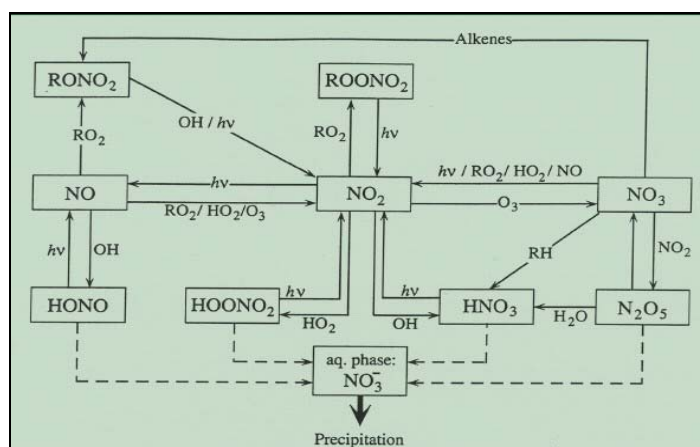 Alkenes
RONO₂
ROONO₂
OH / hν
RO₂
RO₂
hν
NO
hν
NO₂
hν / RO₂/ HO₂/ NO
NO₃
RO₂/ HO₂/O₃
O₃
hν
OH
RH
NO₂
HONO
HOONO₂
hν
HO₂
hν
OH
HNO₃
H₂O
N₂O₅
aq. phase:
NO₃⁻
Precipitation